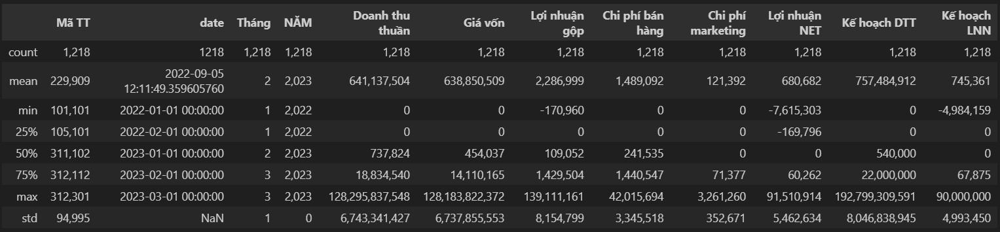 Mã TT date Tháng NĂM Doanh thu thuần Giá vốn Lợi nhuận gộp Chi phí bán hàng Chi phí marketing Lợi nhuận NET Kế hoạch DTT Kế hoạch LNN
count 1,218 1218 1,218 1,218 1,218 1,218 1,218 1,218 1,218 1,218 1,218 1,218
mean 229,909 2022-09-05 12:11:49.359605760 2 2,023 641,137,504 638,850,509 2,286,999 1,489,092 121,392 680,682 757,484,912 745,361
min 101,101 2022-01-01 00:00:00 1 2,022 0 0 -170,960 0 0 -7,615,303 0 -4,984,159
25% 105,101 2022-02-01 00:00:00 1 2,022 0 0 0 0 0 -169,796 0 0
50% 311,102 2023-01-01 00:00:00 2 2,023 737,824 454,037 109,052 241,535 0 0 540,000 0
75% 312,112 2023-02-01 00:00:00 3 2,023 18,834,540 14,110,165 1,429,504 1,440,547 71,377 60,262 22,000,000 67,875
max 312,301 2023-03-01 00:00:00 3 2,023 128,295,837,548 128,183,822,372 139,111,161 42,015,694 3,261,260 91,510,914 192,799,309,591 90,000,000
std 94,995 NaN 1 0 6,743,341,427 6,737,855,553 8,154,799 3,345,518 352,671 5,462,634 8,046,838,945 4,993,450